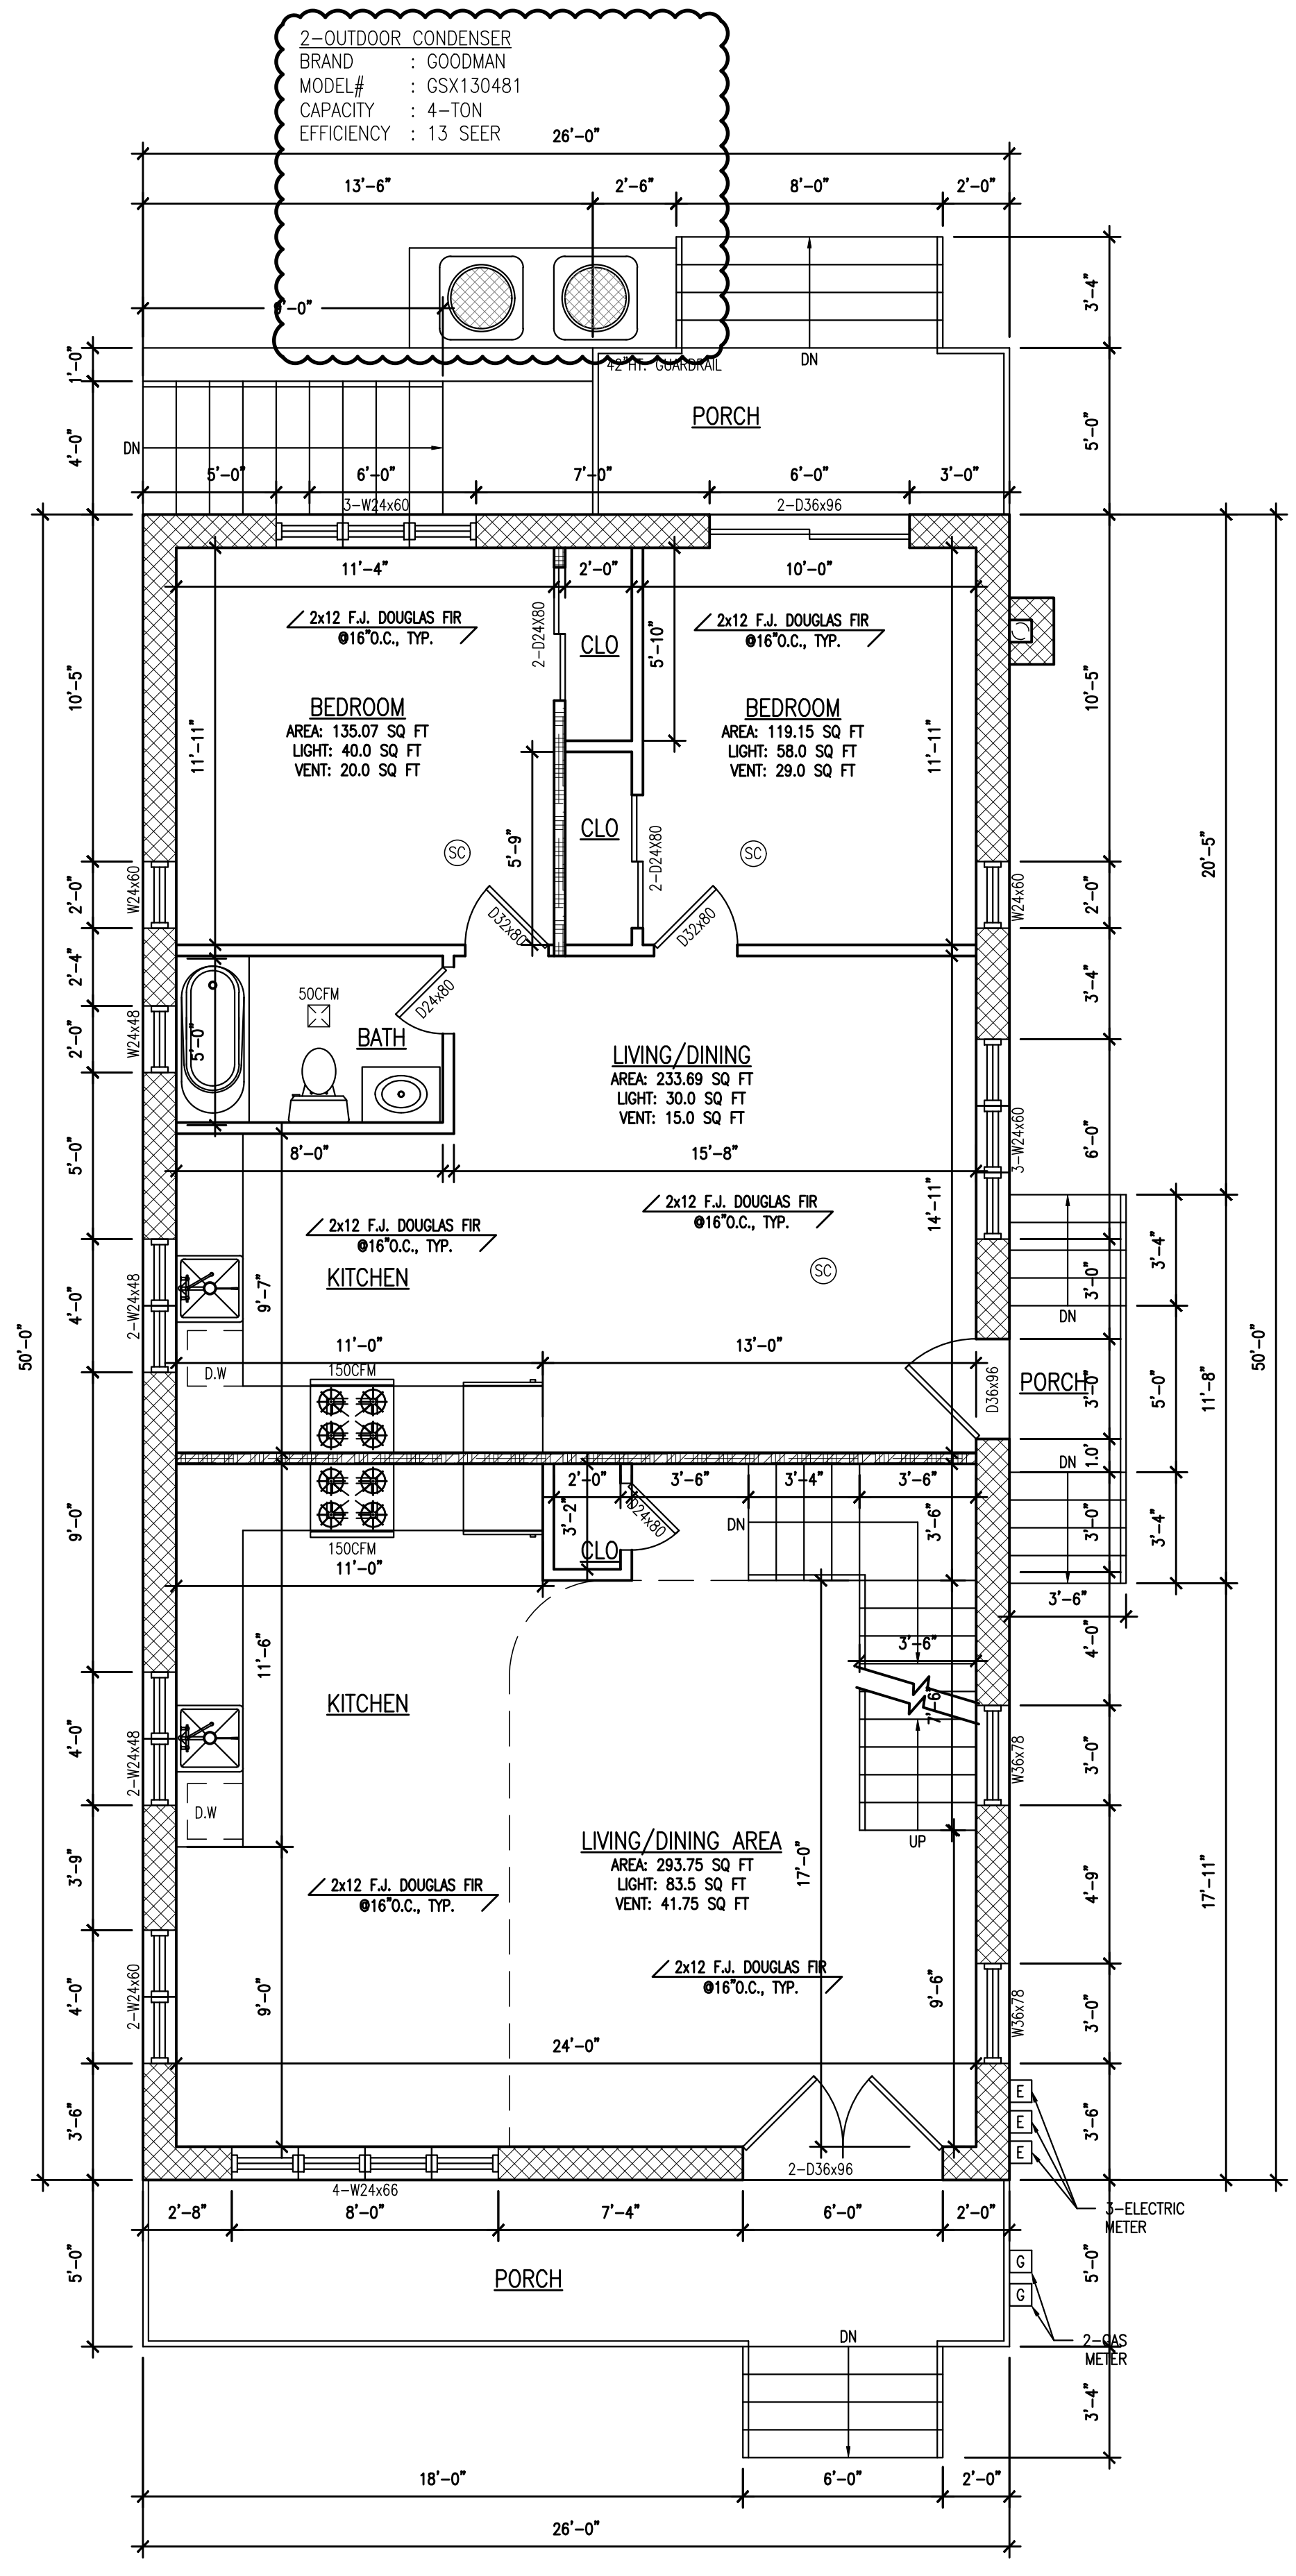 2-OUTDOOR CONDENSER
BRAND : GOODMAN
MODEL# : GSX130481
CAPACITY : 4-TON
EFFICIENCY : 13 SEER
26'-0"
13'-6"
2'-6"
8'-0"
2'-0"
3'-4"
1'-0"
DN
42"HT. GUARDRAIL
PORCH
4'-0"
DN
5'-0"
5'-0"
6'-0"
7'-0"
6'-0"
3'-0"
3-W24x60
2-D36x96
11'-4"
2'-0"
10'-0"
2x12 F.J. DOUGLAS FIR
@16"O.C., TYP.
2-D24X80
CLO
5'-10"
2x12 F.J. DOUGLAS FIR
@16"O.C., TYP.
10'-5"
11'-11"
BEDROOM
AREA: 135.07 SQ FT
LIGHT: 40.0 SQ FT
VENT: 20.0 SQ FT
BEDROOM
AREA: 119.15 SQ FT
LIGHT: 58.0 SQ FT
VENT: 29.0 SQ FT
11'-11"
10'-5"
SC
5'-9"
CLO
2-D24X80
SC
20'-5"
2'-0"
W24x60
D32x80
D32x80
W24x60
2'-0"
2'-4"
50CFM
D24x80
3'-4"
2'-0"
W24x48
5'-0"
BATH
LIVING/DINING
AREA: 233.69 SQ FT
LIGHT: 30.0 SQ FT
VENT: 15.0 SQ FT
5'-0"
8'-0"
15'-8"
3-W24x60
6'-0"
2x12 F.J. DOUGLAS FIR
@16"O.C., TYP.
2x12 F.J. DOUGLAS FIR
@16"O.C., TYP.
14'-11"
KITCHEN
SC
9'-7"
4'-0"
2-W24x48
3'-0"
3'-4"
DN
50'-0"
50'-0"
D.W
11'-0"
13'-0"
150CFM
D36x96
PORCH
3'-0"
5'-0"
11'-8"
DN
1.0'
9'-0"
2'-0"
3'-6"
3'-4"
3'-6"
3'-2"
D24x80
DN
3'-6"
3'-0"
3'-4"
150CFM
11'-0"
CLO
3'-6"
11'-6"
3'-6"
4'-0"
KITCHEN
7'-6"
4'-0"
2-W24x48
W36x78
3'-0"
D.W
UP
LIVING/DINING AREA
AREA: 293.75 SQ FT
LIGHT: 83.5 SQ FT
VENT: 41.75 SQ FT
17'-0"
3'-9"
4'-9"
17'-11"
2x12 F.J. DOUGLAS FIR
@16"O.C., TYP.
2x12 F.J. DOUGLAS FIR
@16"O.C., TYP.
4'-0"
2-W24x60
9'-0"
9'-6"
W36x78
3'-0"
24'-0"
3'-6"
E
E
E
3'-6"
2-D36x96
4-W24x66
3-ELECTRIC
METER
2'-8"
8'-0"
7'-4"
6'-0"
2'-0"
5'-0"
PORCH
G
G
5'-0"
DN
2-GAS
METER
3'-4"
18'-0"
6'-0"
2'-0"
26'-0"